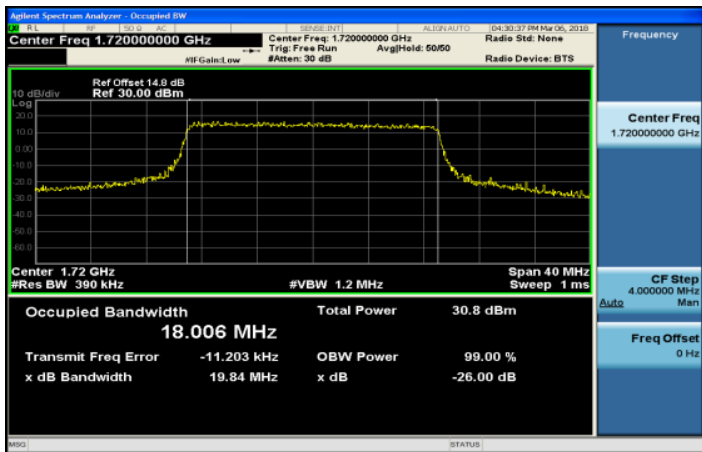 Agilent Spectrum Analyzer - Occupied BW
RL RF 50 Ω AC SENSE:INT ALIGN AUTO 04:30:37 PM Mar 06, 2018
Center Freq 1.720000000 GHz
Center Freq: 1.720000000 GHz
Radio Std: None
Trig: Free Run Avg|Hold: 50/50
#IFGain:Low
#Atten: 30 dB
Radio Device: BTS
Ref Offset 14.8 dB
10 dB/div Ref 30.00 dBm
Log
20.0
10.0
0.00
-10.0
-20.0
-30.0
-40.0
-50.0
-60.0
Center 1.72 GHz
Span 40 MHz
#Res BW 390 kHz
#VBW 1.2 MHz
Sweep 1 ms
Occupied Bandwidth
Total Power 30.8 dBm
18.006 MHz
Transmit Freq Error -11.203 kHz
OBW Power 99.00 %
x dB Bandwidth 19.84 MHz
x dB -26.00 dB
Frequency
Center Freq
1.720000000 GHz
CF Step
4.000000 MHz
Auto Man
Freq Offset
0 Hz
MSG
STATUS